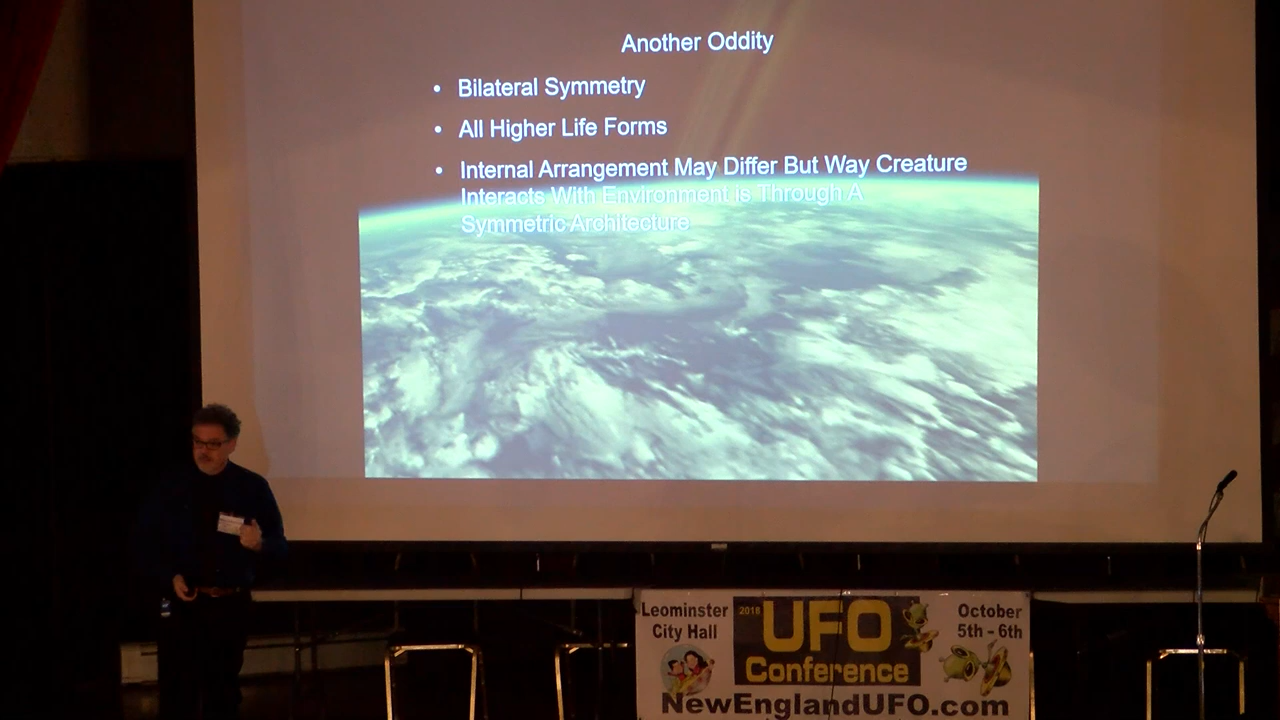 Another Oddity
• Bilateral Symmetry
• All Higher Life Forms
• Internal Arrangement May Differ But Way Creature
Interacts With Environment is Through A
Symmetric Architecture
Leominster
City Hall
2018
UFO
Conference
October
5th - 6th
NewEnglandUFO.com